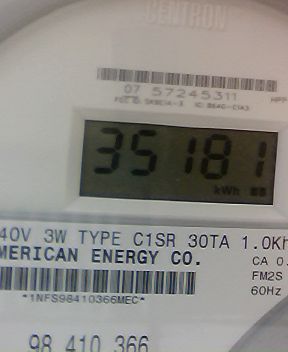 CENTRON
07 57245311
35181
kWh
40V 3W TYPE C1SR 30TA 1.0Kh
MERICAN ENERGY CO.
CA 0.
FM2S
*1NFS98410366MEC*
60Hz
98 410 366